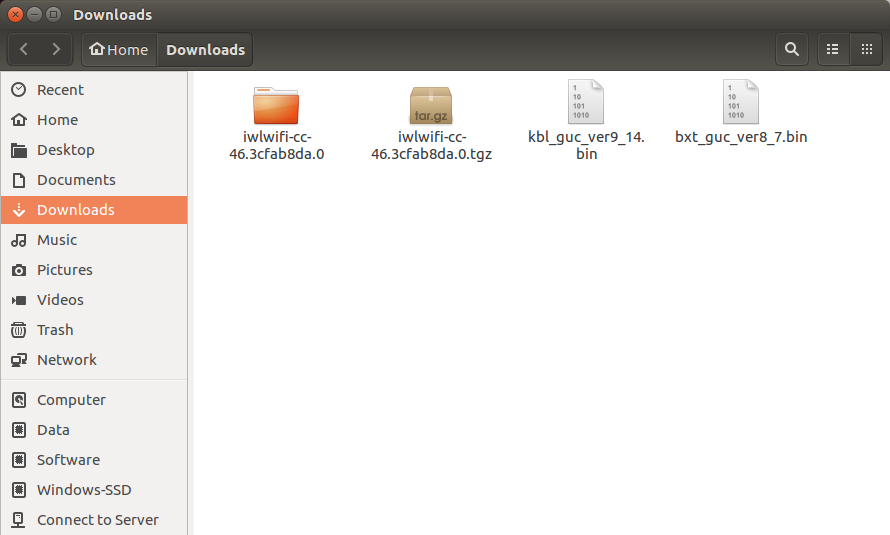 Downloads
Home
Downloads
Recent
Home
Desktop
Documents
Downloads
Music
Pictures
Videos
Trash
Network
Computer
Data
Software
Windows-SSD
Connect to Server
iwlwifi-cc-
46.3cfab8da.0
tar.gz
iwlwifi-cc-
46.3cfab8da.0.tgz
1
10
101
1010
kbl_guc_ver9_14.
bin
1
10
101
1010
bxt_guc_ver8_7.bin